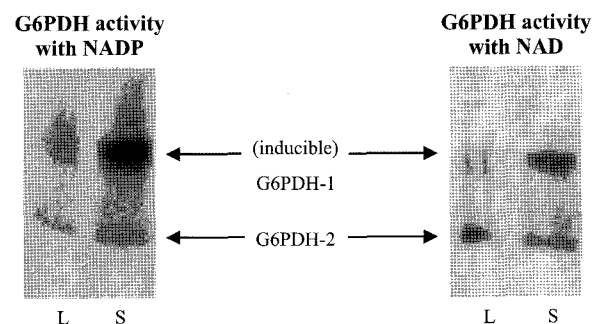 G6PDH activity
with NADP
G6PDH activity
with NAD
(inducible)
G6PDH-1
G6PDH-2
L S
L S